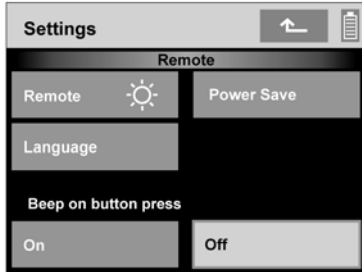 Settings
Remote
Remote
Power Save
Language
Beep on button press
On
Off